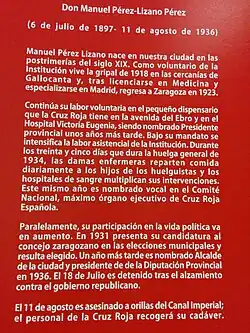 Don Manuel Pérez-Lizano Pérez
(6 de julio de 1897- 11 de agosto de 1936)
Manuel Pérez Lizano nace en nuestra ciudad en las
postrimerías del siglo XIX. Como voluntario de la
Institución vive la gripal de 1918 en las cercanías de
Gallocanta y, tras licenciarse en Medicina y
especializarse en Madrid, regresa a Zaragoza en 1923.
Continúa su labor voluntaria en el pequeño dispensario
que la Cruz Roja tiene en la avenida del Ebro y en el
Hospital Victoria Eugenia, siendo nombrado Presidente
provincial unos años más tarde. Bajo su mandato se
intensifica la labor asistencial de la Institución. Durante
los treinta y cinco días que dura la huelga general de
1934, las damas enfermeras reparten comida
diariamente a los hijos de los huelguistas y los
hospitales de sangre multiplican sus intervenciones.
Este mismo año es nombrado vocal en el Comité
Nacional, máximo órgano ejecutivo de Cruz Roja
Española.
Paralelamente, su participación en la vida política va
en aumento. En 1931 presenta su candidatura al
concejo zaragozano en las elecciones municipales y
resulta elegido. Un año más tarde es nombrado Alcalde
de la ciudad y presidente de de la Diputación Provincial
en 1936. El 18 de Julio es detenido tras el alzamiento
contra el gobierno republicano.
El 11 de agosto es asesinado a orillas del Canal Imperial;
el personal de la Cruz Roja recogerá su cadáver.